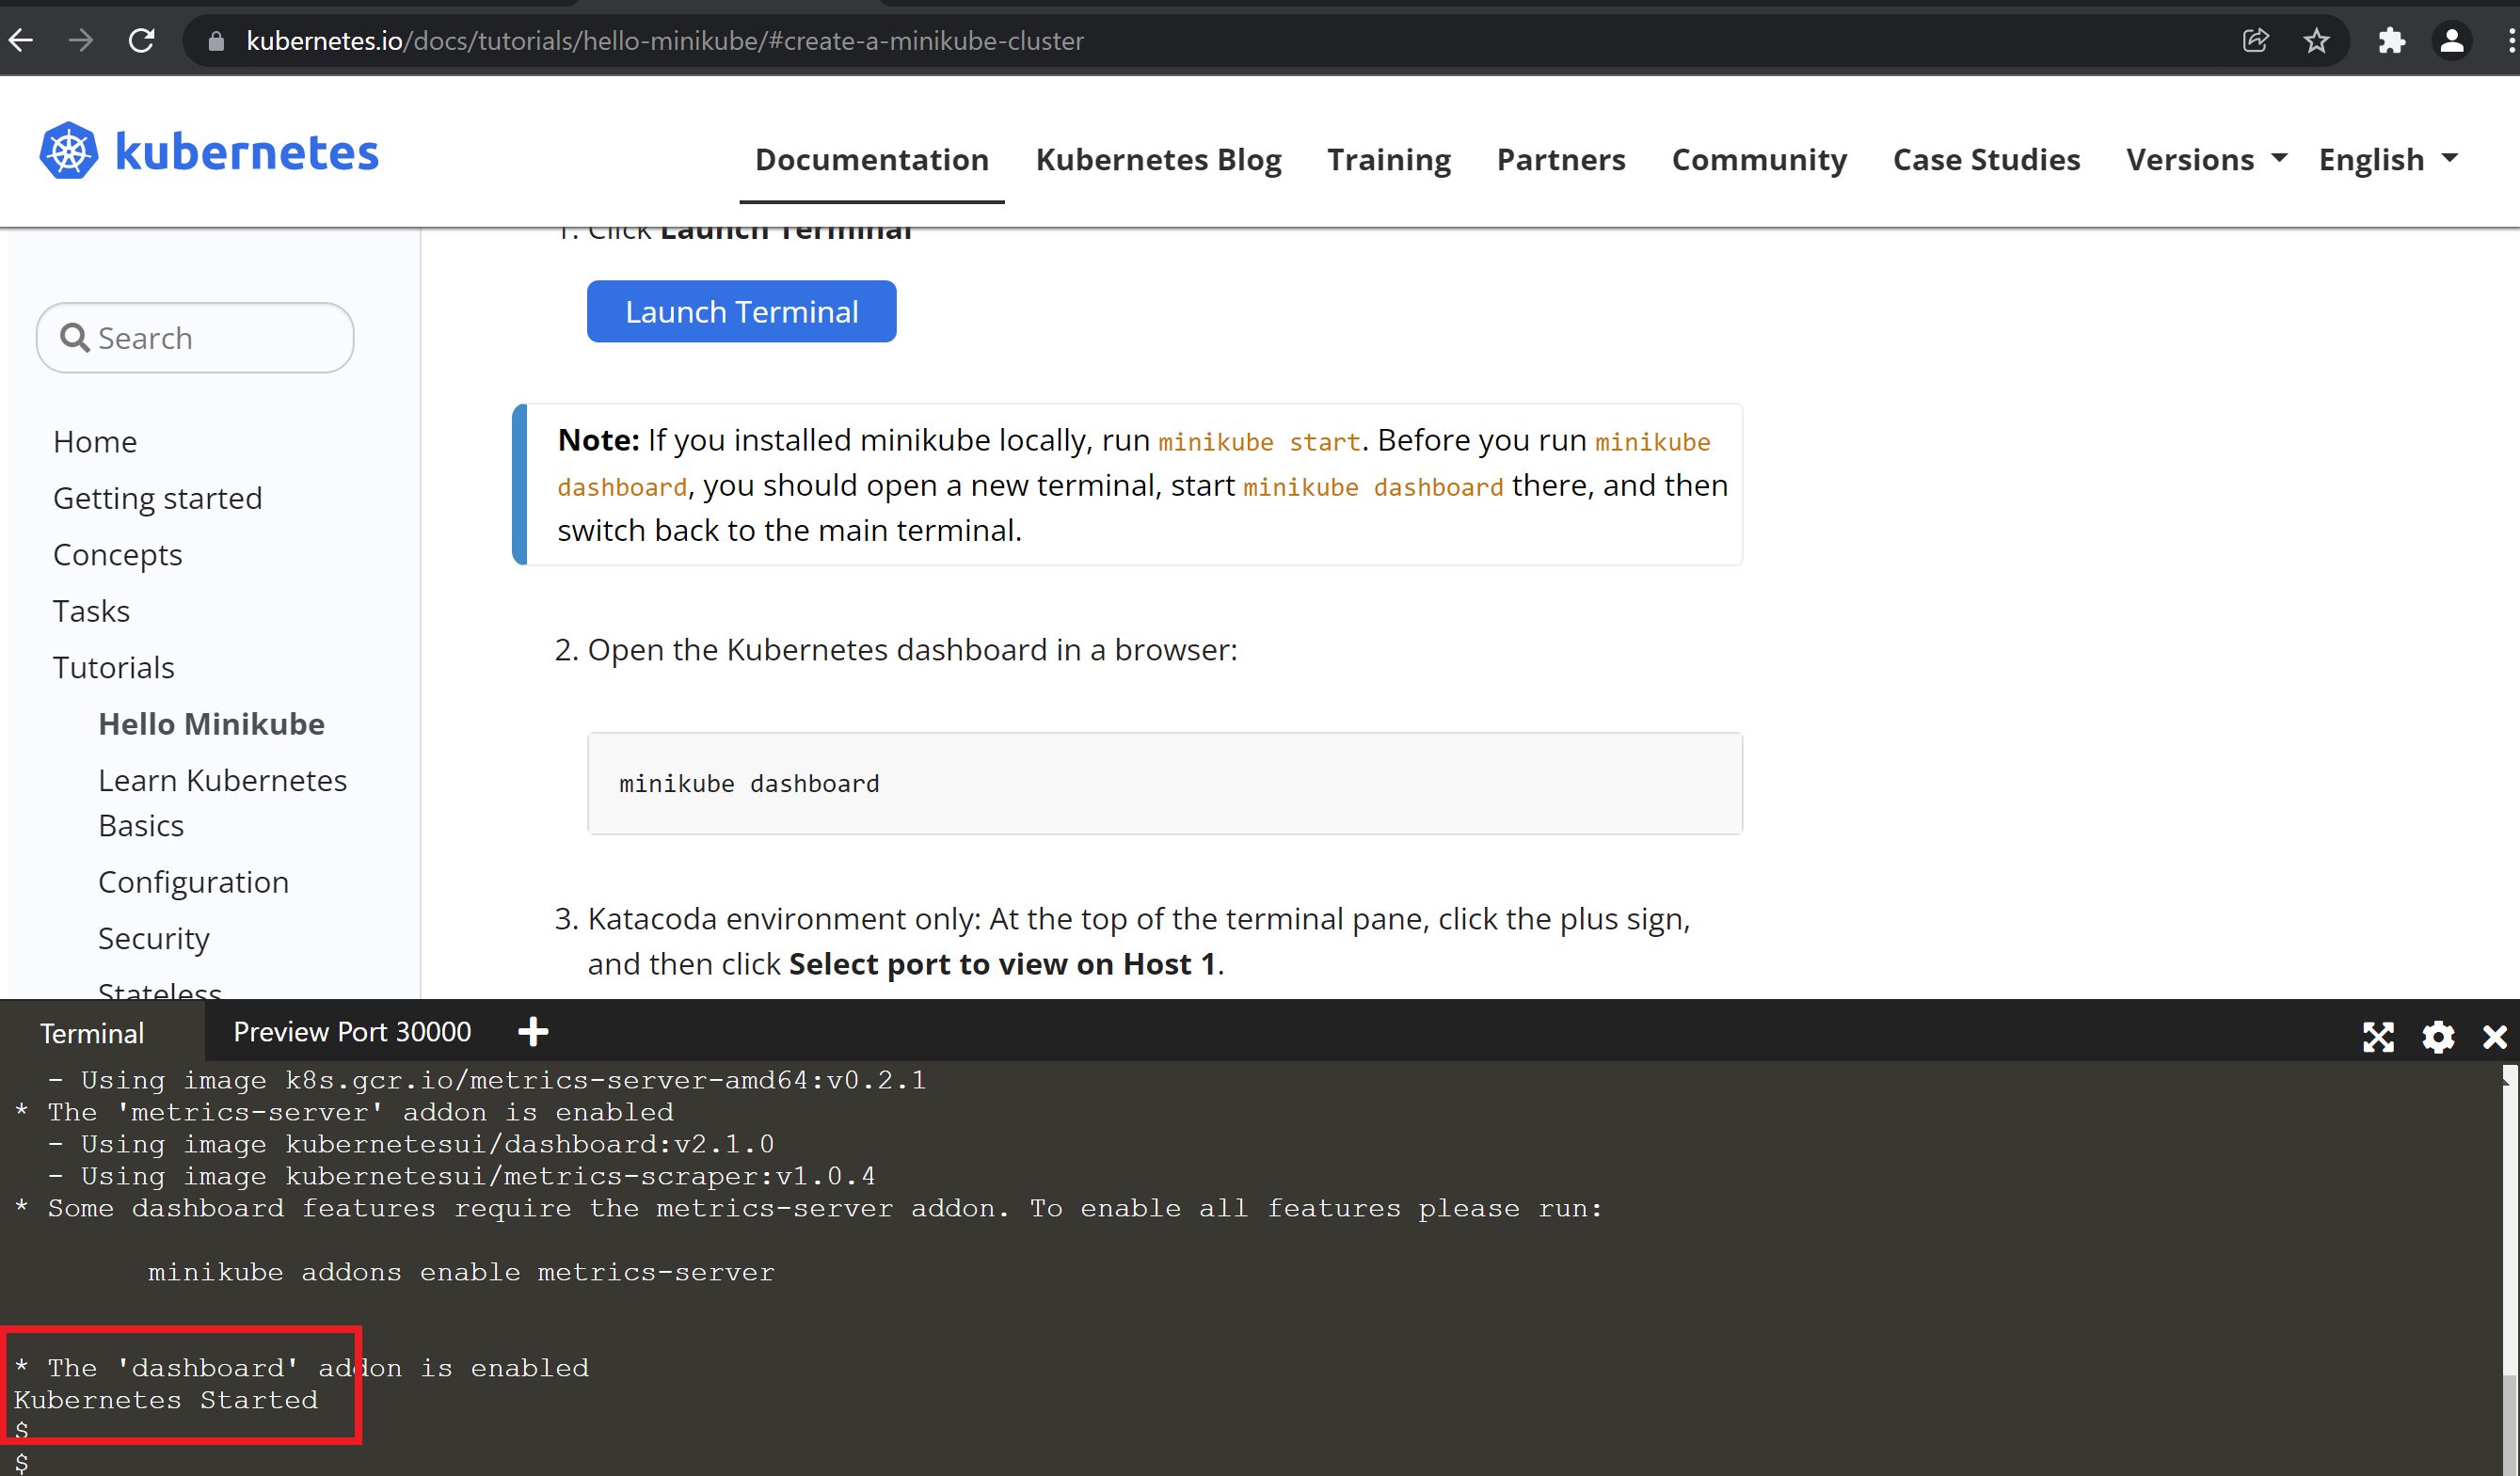 kubernetes.io/docs/tutorials/hello-minikube/#create-a-minikube-cluster
kubernetes
Documentation Kubernetes Blog Training Partners Community Case Studies Versions English
1. Click Launch Terminal
Launch Terminal
Search
Note: If you installed minikube locally, run minikube start. Before you run minikube
dashboard, you should open a new terminal, start minikube dashboard there, and then
switch back to the main terminal.
Home
Getting started
Concepts
Tasks
Tutorials
Hello Minikube
Learn Kubernetes
Basics
Configuration
Security
Stateless
2. Open the Kubernetes dashboard in a browser:
minikube dashboard
3. Katacoda environment only: At the top of the terminal pane, click the plus sign,
and then click Select port to view on Host 1.
Terminal Preview Port 30000
- Using image k8s.gcr.io/metrics-server-amd64:v0.2.1
* The 'metrics-server' addon is enabled
- Using image kubernetesui/dashboard:v2.1.0
- Using image kubernetesui/metrics-scraper:v1.0.4
* Some dashboard features require the metrics-server addon. To enable all features please run:
minikube addons enable metrics-server
* The 'dashboard' addon is enabled
Kubernetes Started
$
$